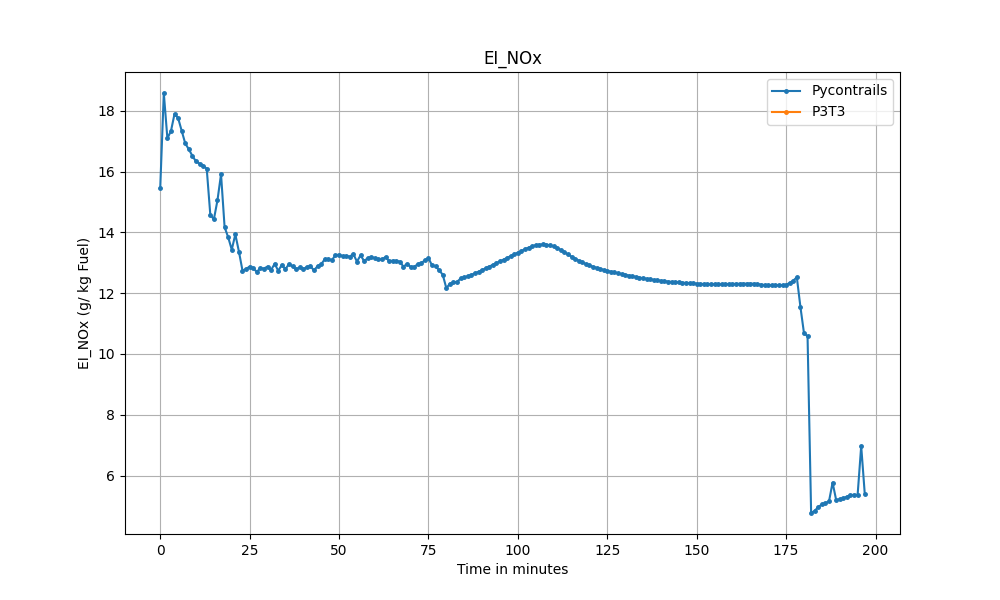 EI_NOx
Pycontrails
P3T3
EI_NOx (g/ kg Fuel)
18
16
14
12
10
8
6
0 25 50 75 100 125 150 175 200
Time in minutes